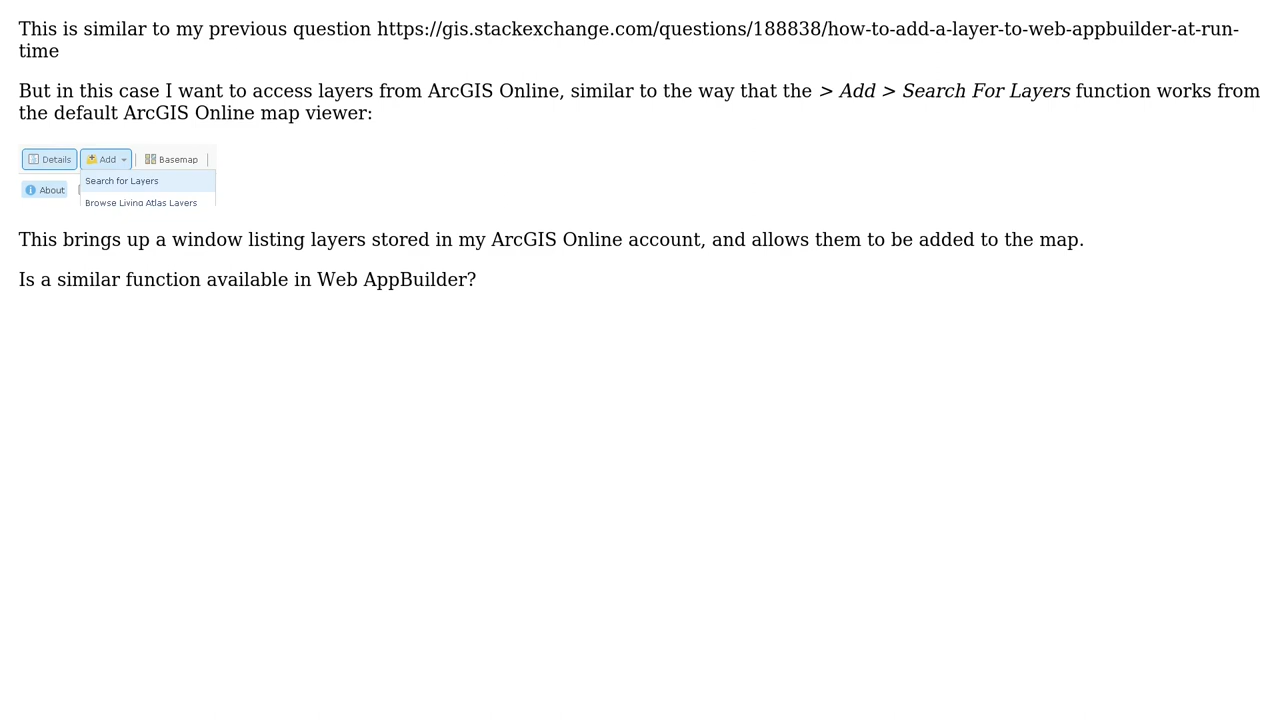 This is similar to my previous question https://gis.stackexchange.com/questions/188838/how-to-add-a-layer-to-web-appbuilder-at-run-
time
But in this case I want to access layers from ArcGIS Online, similar to the way that the > Add > Search For Layers function works from
the default ArcGIS Online map viewer:
Details Add Basemap
Search for Layers
About
Browse Living Atlas Layers
This brings up a window listing layers stored in my ArcGIS Online account, and allows them to be added to the map.
Is a similar function available in Web AppBuilder?